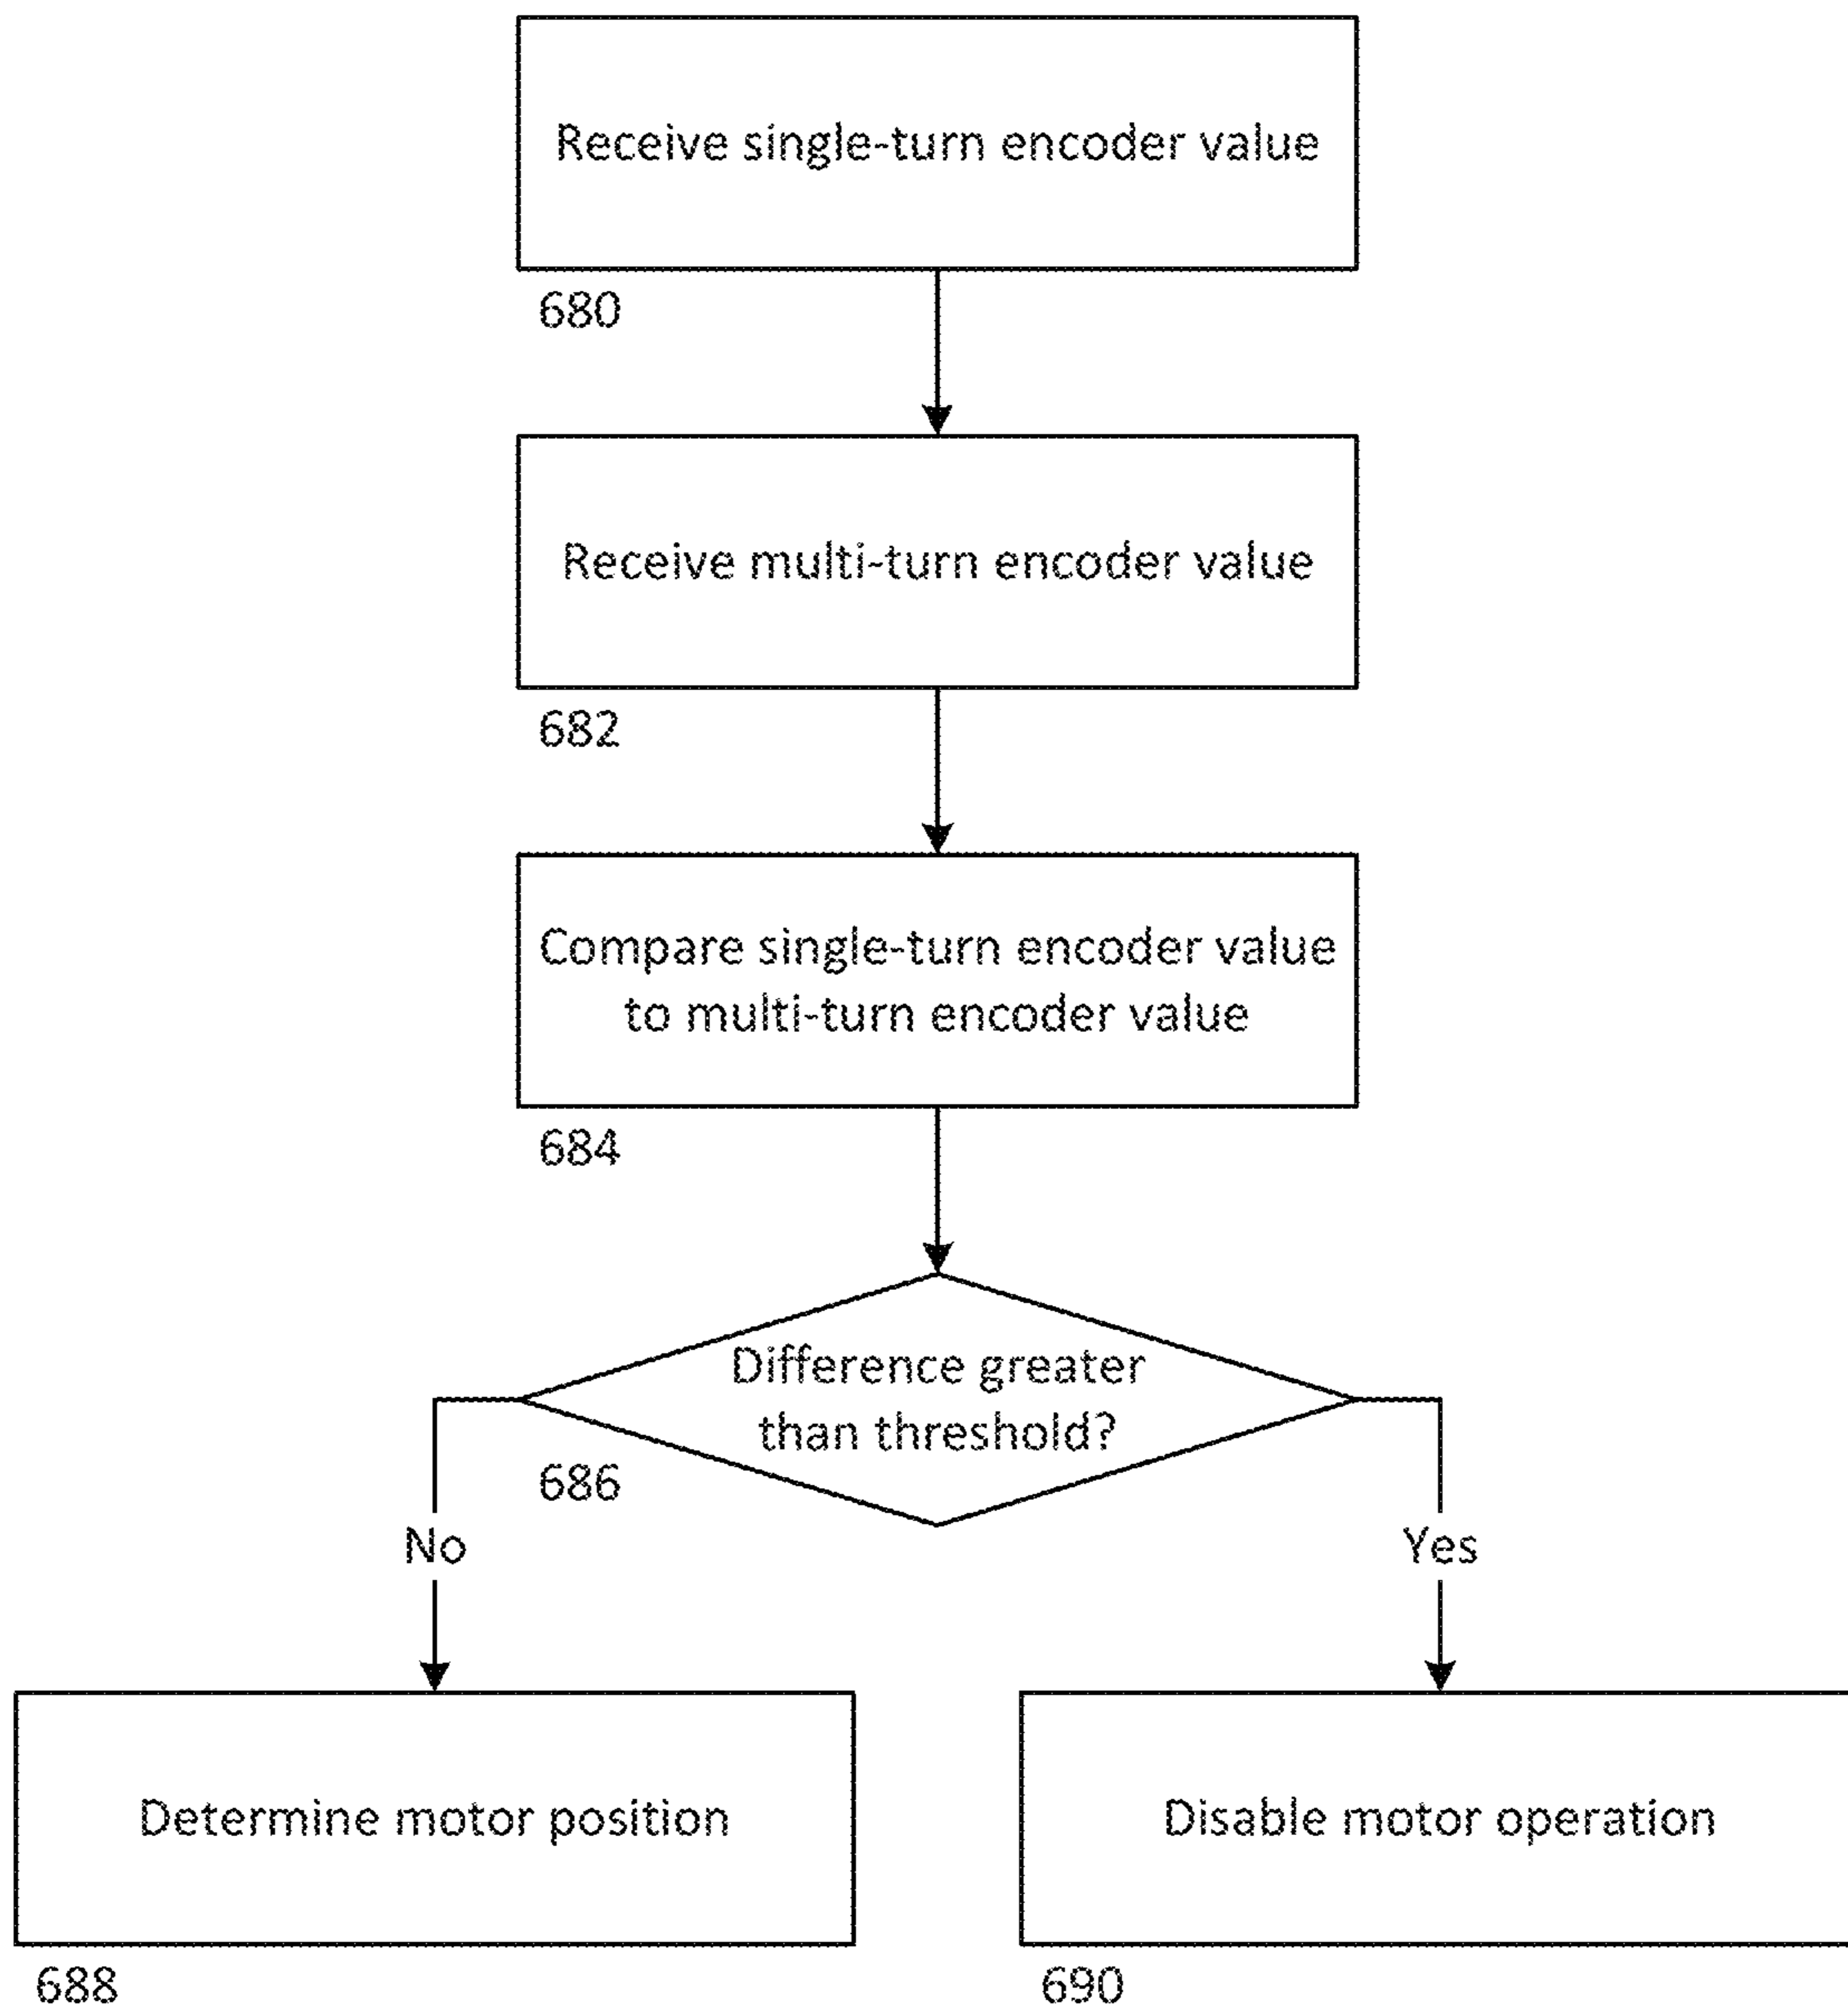 Receive single-turn encoder value
680
Receive multi-turn encoder value
682
Compare single-turn encoder value
to multi-turn encoder value
684
Difference greater
than threshold?
686
No
Yes
Determine motor position
688
Disable motor operation
690